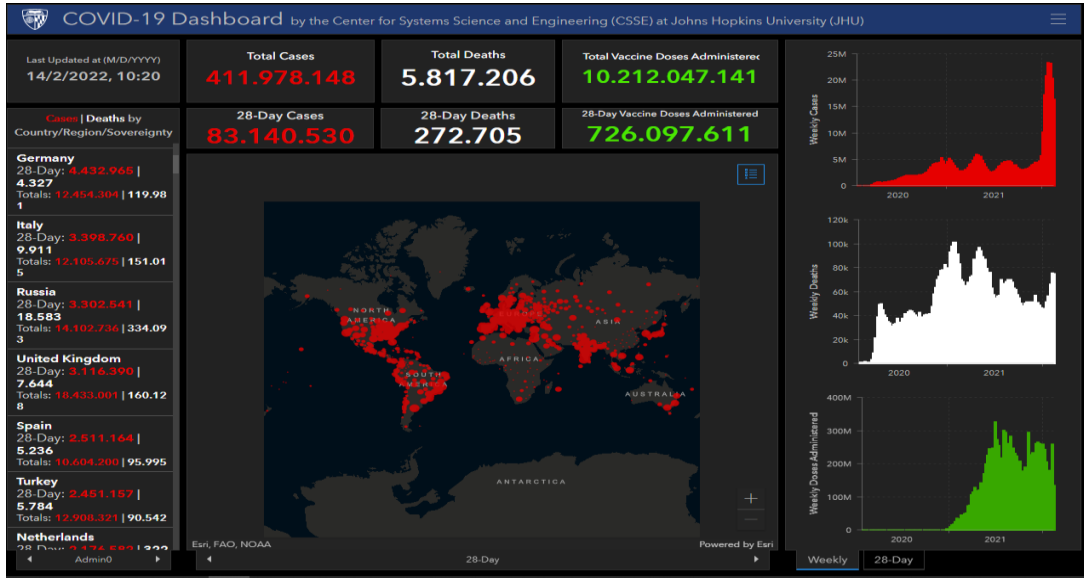 COVID-19 Dashboard by the Center for Systems Science and Engineering (CSSE) at Johns Hopkins University (JHU)
Last Updated at (M/D/YYYY)
14/2/2022, 10:20
Total Cases
411.978.148
Total Deaths
5.817.206
Total Vaccine Doses Administered
10.212.047.141
28-Day Cases
83.140.530
28-Day Deaths
272.705
28-Day Vaccine Doses Administered
726.097.611
Cases | Deaths by
Country/Region/Sovereignty
Germany
28-Day: 4.432.965 |
4.327
Totals: 12.454.304 | 119.98
1
Italy
28-Day: 3.398.760 |
9.911
Totals: 12.105.675 | 151.01
5
Russia
28-Day: 3.302.541 |
18.583
Totals: 14.102.736 | 334.09
3
United Kingdom
28-Day: 3.116.390 |
7.644
Totals: 18.433.001 | 160.12
8
Spain
28-Day: 2.511.164 |
5.236
Totals: 10.604.200 | 95.995
Turkey
28-Day: 2.451.157 |
5.784
Totals: 12.908.321 | 90.542
Netherlands
Admin0
NORTH
AMERICA
SOUTH
AMERICA
EUROPE
ASIA
AFRICA
AUSTRALIA
ANTARCTICA
+
Esri, FAO, NOAA
Powered by Esri
28-Day
Weekly Cases
25M
20M
15M
10M
5M
0
2020
2021
Weekly Deaths
120k
100k
80k
60k
40k
20k
0
2020
2021
Weekly Doses Administered
400M
300M
200M
100M
0
2020
2021
Weekly
28-Day